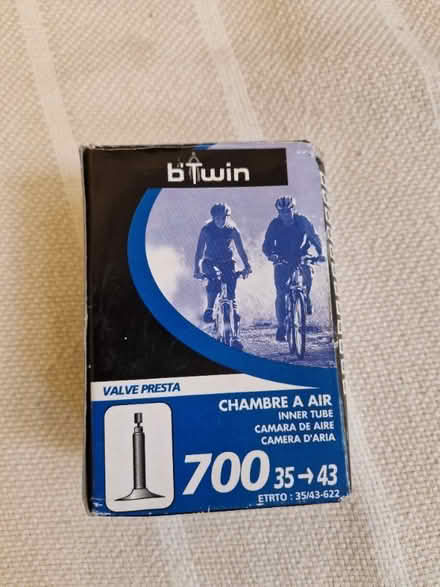 b'Twin
VALVE PRESTA
CHAMBRE A AIR
INNER TUBE
CAMARA DE AIRE
CAMERA D'ARIA
700 35→43
ETRTO : 35/43-622